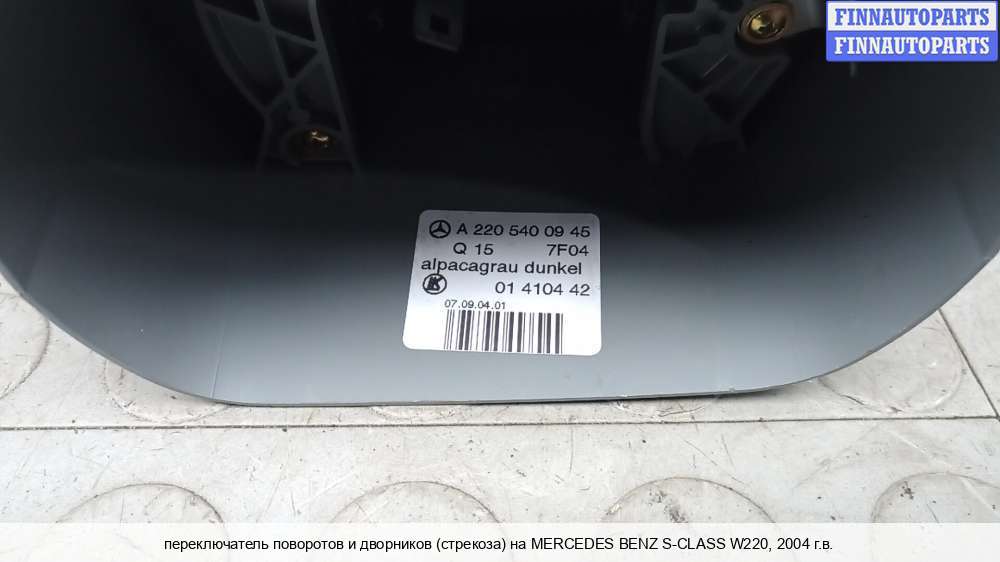 FINNAUTOPARTS
FINNAUTOPARTS
A 220 540 09 45
Q 15 7F04
alpacagrau dunkel
01 4104 42
07.09.04.01
переключатель поворотов и дворников (стрекоза) на MERCEDES BENZ S-CLASS W220, 2004 г.в.